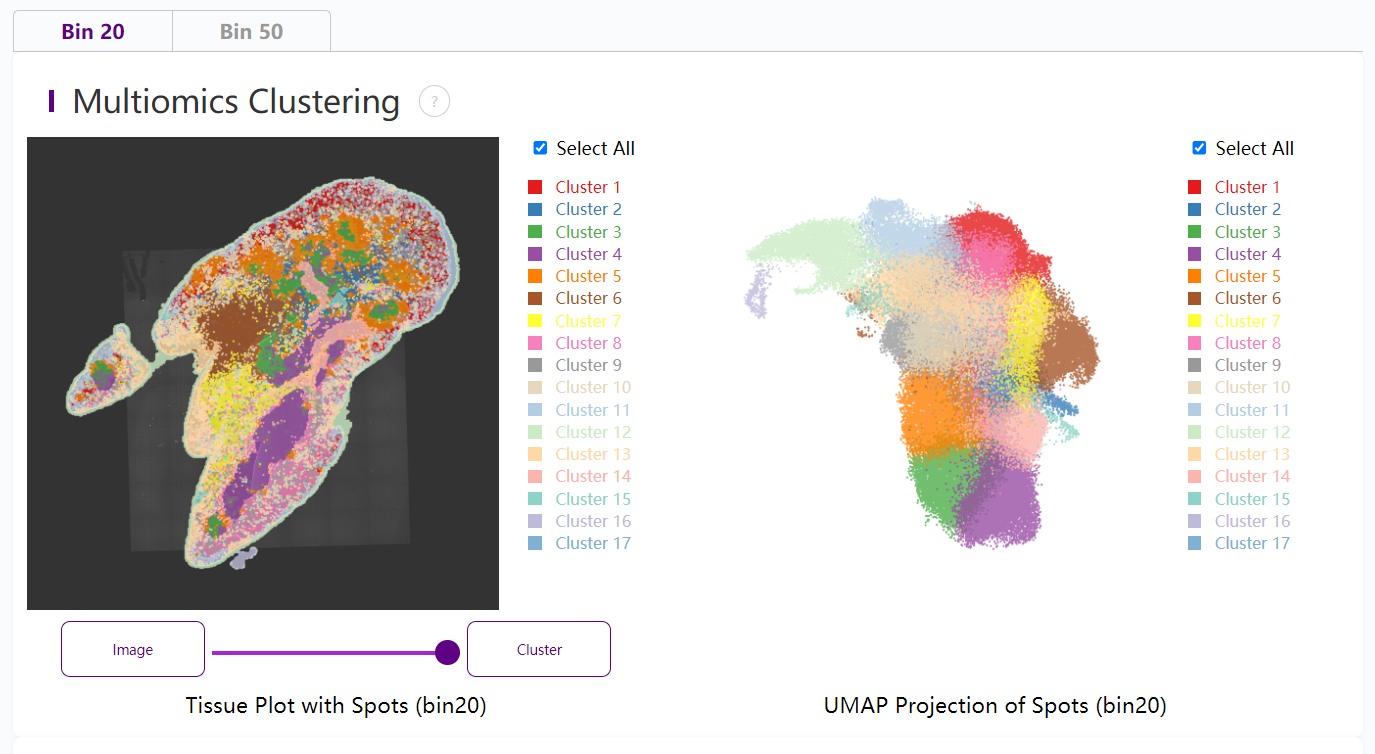 Bin 20
Bin 50
Multiomics Clustering
?
Select All
Cluster 1
Cluster 2
Cluster 3
Cluster 4
Cluster 5
Cluster 6
Cluster 7
Cluster 8
Cluster 9
Cluster 10
Cluster 11
Cluster 12
Cluster 13
Cluster 14
Cluster 15
Cluster 16
Cluster 17
Image
Cluster
Tissue Plot with Spots (bin20)
Select All
Cluster 1
Cluster 2
Cluster 3
Cluster 4
Cluster 5
Cluster 6
Cluster 7
Cluster 8
Cluster 9
Cluster 10
Cluster 11
Cluster 12
Cluster 13
Cluster 14
Cluster 15
Cluster 16
Cluster 17
UMAP Projection of Spots (bin20)